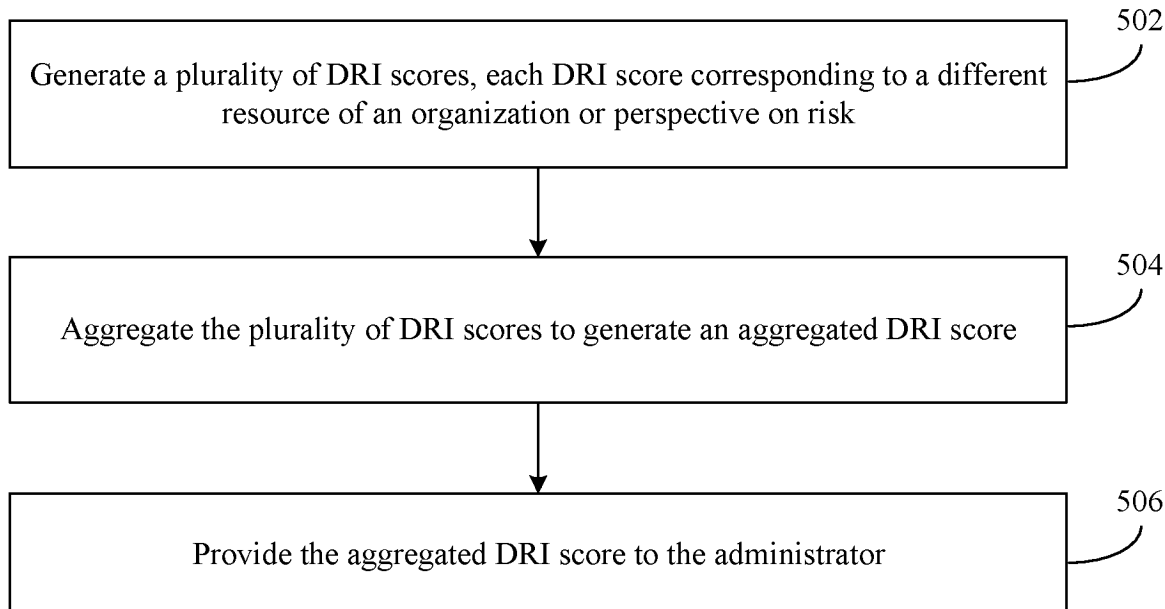 502
Generate a plurality of DRI scores, each DRI score corresponding to a different
resource of an organization or perspective on risk
504
Aggregate the plurality of DRI scores to generate an aggregated DRI score
506
Provide the aggregated DRI score to the administrator